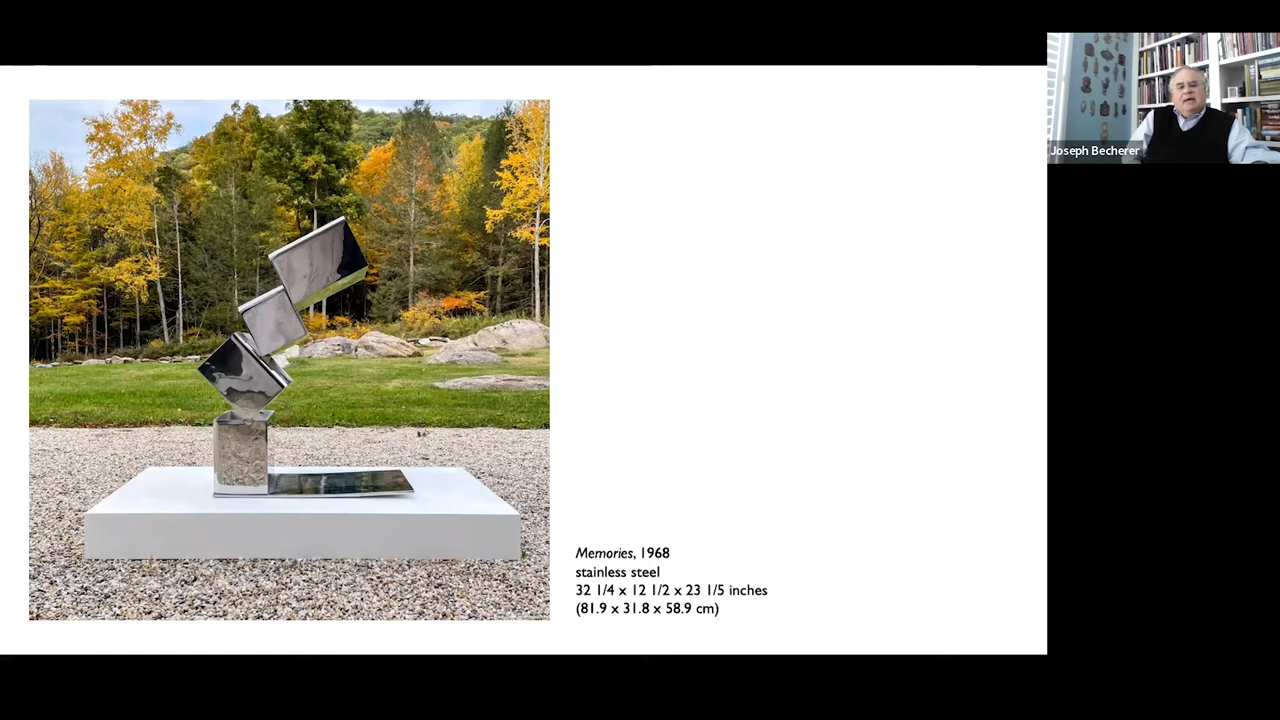 Joseph Becherer
Memories, 1968
stainless steel
32 1/4 x 12 1/2 x 23 1/5 inches
(81.9 x 31.8 x 58.9 cm)